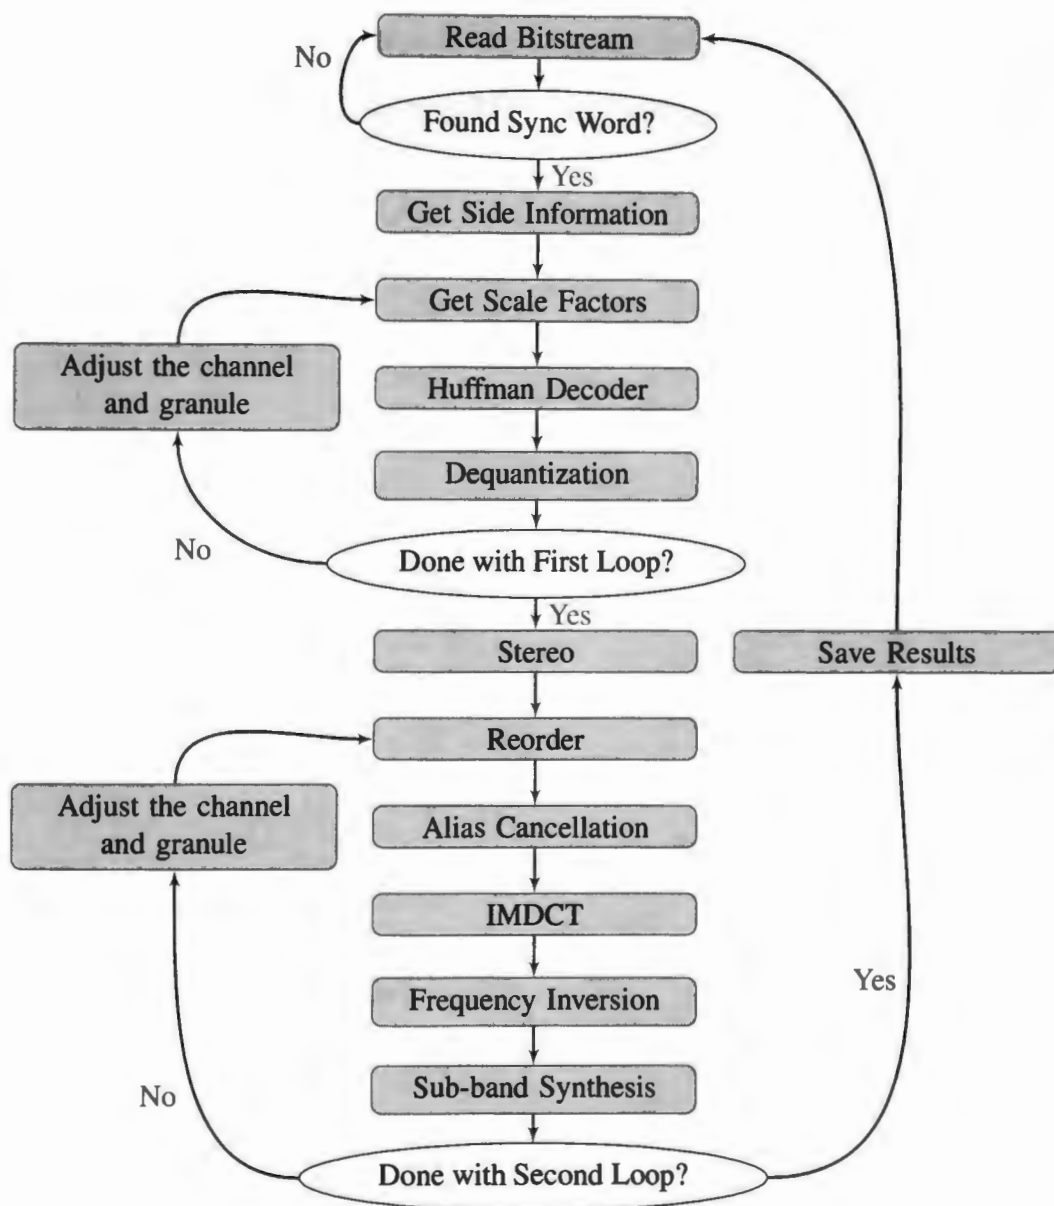 Read Bitstream
No
Found Sync Word?
Yes
Get Side Information
Get Scale Factors
Adjust the channel
and granule
Huffman Decoder
Dequantization
No
Done with First Loop?
Yes
Stereo
Save Results
Reorder
Adjust the channel
and granule
Alias Cancellation
IMDCT
Yes
Frequency Inversion
Sub-band Synthesis
No
Done with Second Loop?